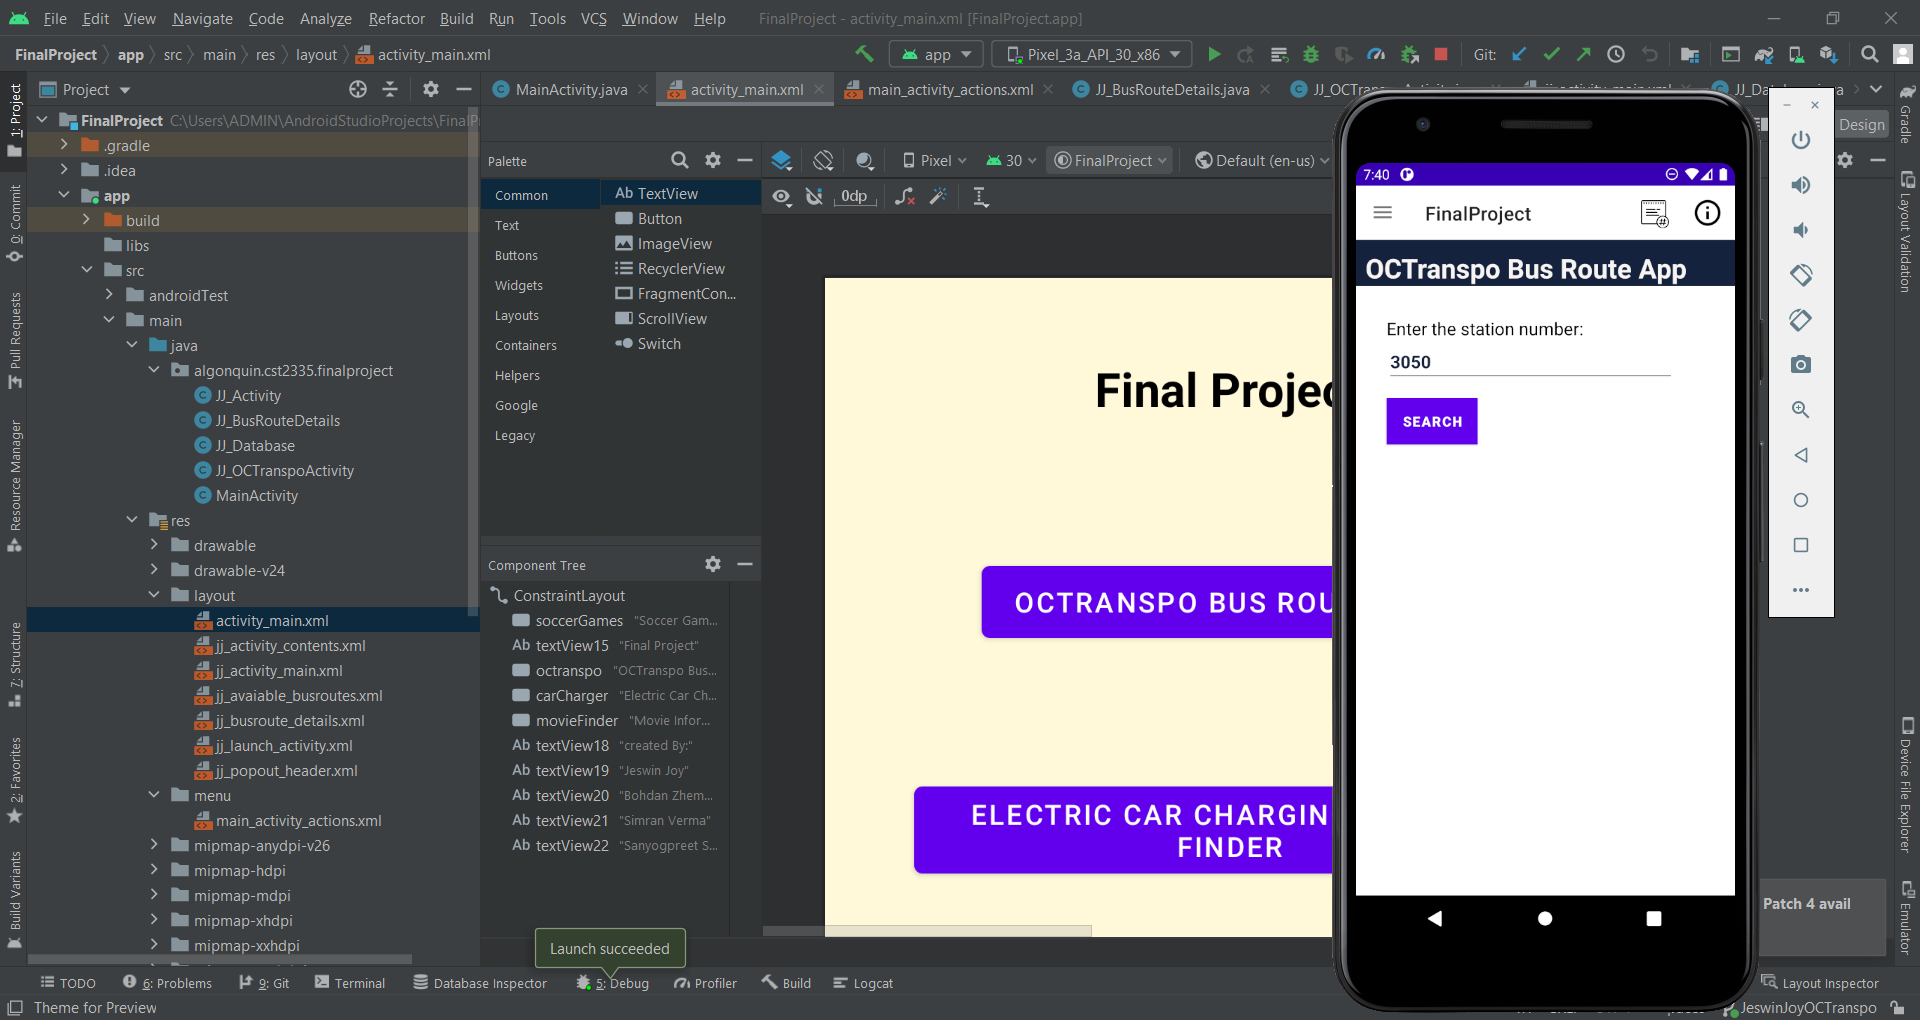 File Edit View Navigate Code Analyze Refactor Build Run Tools VCS Window Help FinalProject - activity_main.xml [FinalProject.app]
FinalProject app src main res layout activity_main.xml
app Pixel_3a_API_30_x86 Git:
Project
MainActivity.java activity_main.xml main_activity_actions.xml JJ_BusRouteDetails.java
1: Project
0: Commit
Pull Requests
Resource Manager
7: Structure
2: Favorites
Build Variants
FinalProject C:\Users\ADMIN\AndroidStudioProjects\FinalP
.gradle
.idea
app
build
libs
src
androidTest
main
java
algonquin.cst2335.finalproject
JJ_Activity
JJ_BusRouteDetails
JJ_Database
JJ_OCTranspoActivity
MainActivity
res
drawable
drawable-v24
layout
activity_main.xml
jj_activity_contents.xml
jj_activity_main.xml
jj_avaiable_busroutes.xml
jj_busroute_details.xml
jj_launch_activity.xml
jj_popout_header.xml
menu
main_activity_actions.xml
mipmap-anydpi-v26
mipmap-hdpi
mipmap-mdpi
mipmap-xhdpi
mipmap-xxhdpi
Palette
Common
Text
Buttons
Widgets
Layouts
Containers
Helpers
Google
Legacy
Ab TextView
Button
ImageView
RecyclerView
FragmentCon...
ScrollView
Switch
Component Tree
ConstraintLayout
soccerGames "Soccer Gam...
Ab textView15 "Final Project"
octranspo "OCTranspo Bus...
carCharger "Electric Car Ch...
movieFinder "Movie Infor...
Ab textView18 "created By:"
Ab textView19 "Jeswin Joy"
Ab textView20 "Bohdan Zhem...
Ab textView21 "Simran Verma"
Ab textView22 "Sanyogpreet S...
Pixel 30 FinalProject Default (en-us)
0dp
Final Projec
OCTRANSPO BUS ROU
ELECTRIC CAR CHARGIN
FINDER
7:40
FinalProject
OCTranspo Bus Route App
Enter the station number:
3050
SEARCH
Design
Gradle
Layout Validation
Device File Explorer
Emulator
Patch 4 avail
Launch succeeded
TODO 6: Problems 9: Git Terminal Database Inspector 5: Debug Profiler Build Logcat Layout Inspector
Theme for Preview JeswinJoyOCTranspo